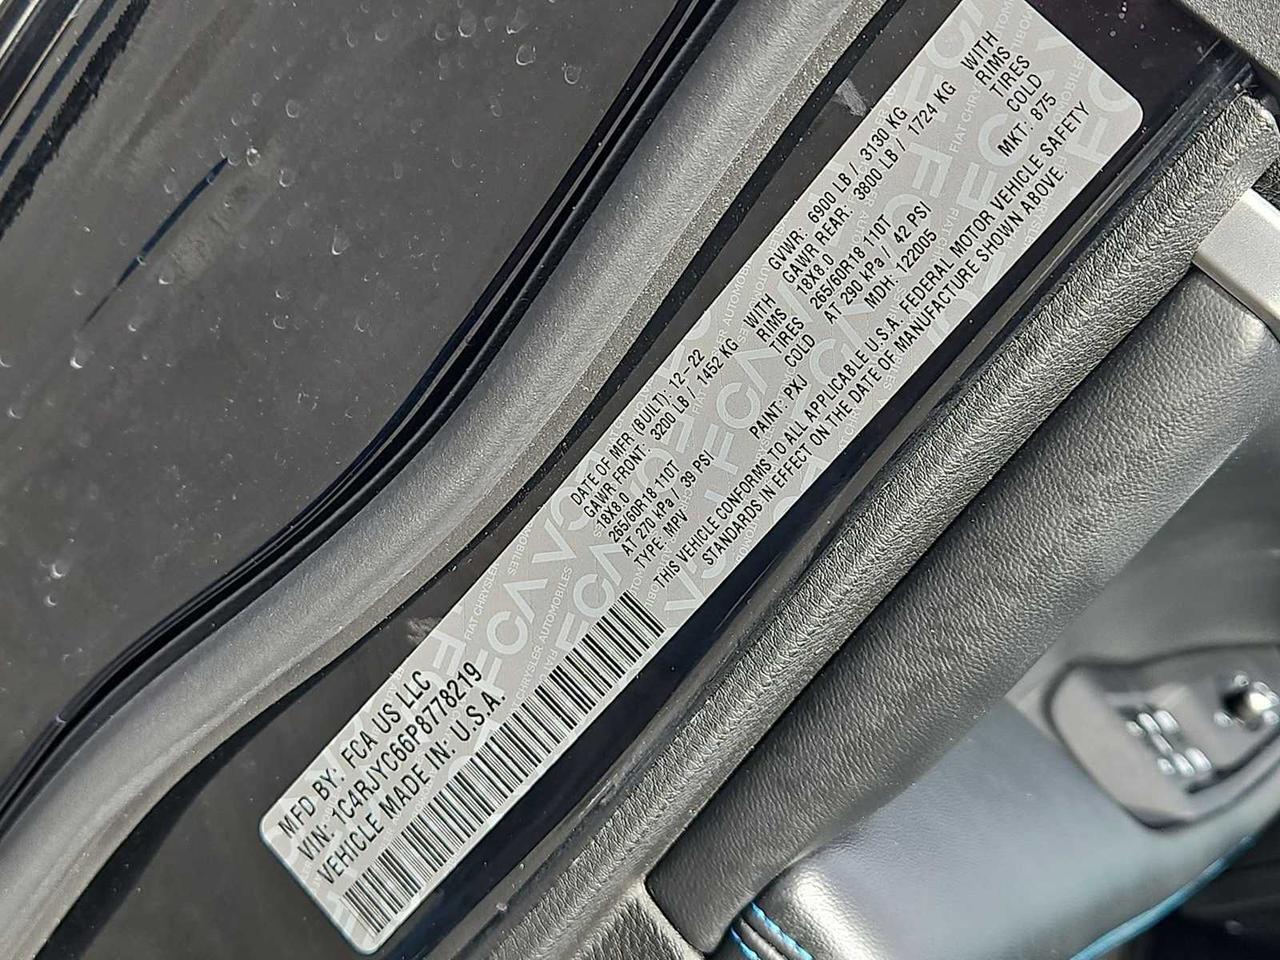 MFD BY: FCA US LLC
VIN: 1C4RJYC66P8778219
VEHICLE MADE IN: U.S.A.
DATE OF MFR (BUILT): 12-22
GAWR FRONT: 3200 LB / 1452 KG WITH
18X8.0 RIMS
265/60R18 110T TIRES
AT 270 kPa / 39 PSI COLD
TYPE: MPV PAINT: PXJ
GVWR: 6900 LB / 3130 KG
GAWR REAR: 3800 LB / 1724 KG WITH
18X8.0 RIMS
265/60R18 110T TIRES
AT 290 kPa / 42 PSI COLD
MDH: 122005 MKT: 875
THIS VEHICLE CONFORMS TO ALL APPLICABLE U.S.A. FEDERAL MOTOR VEHICLE SAFETY
STANDARDS IN EFFECT ON THE DATE OF MANUFACTURE SHOWN ABOVE.